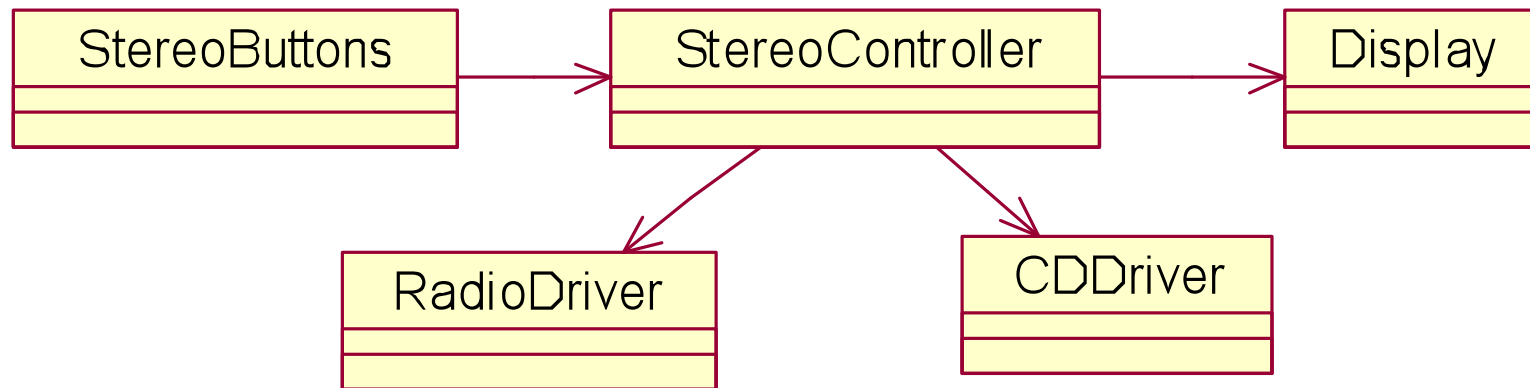 StereoButtons
StereoController
Display
RadioDriver
CDDriver